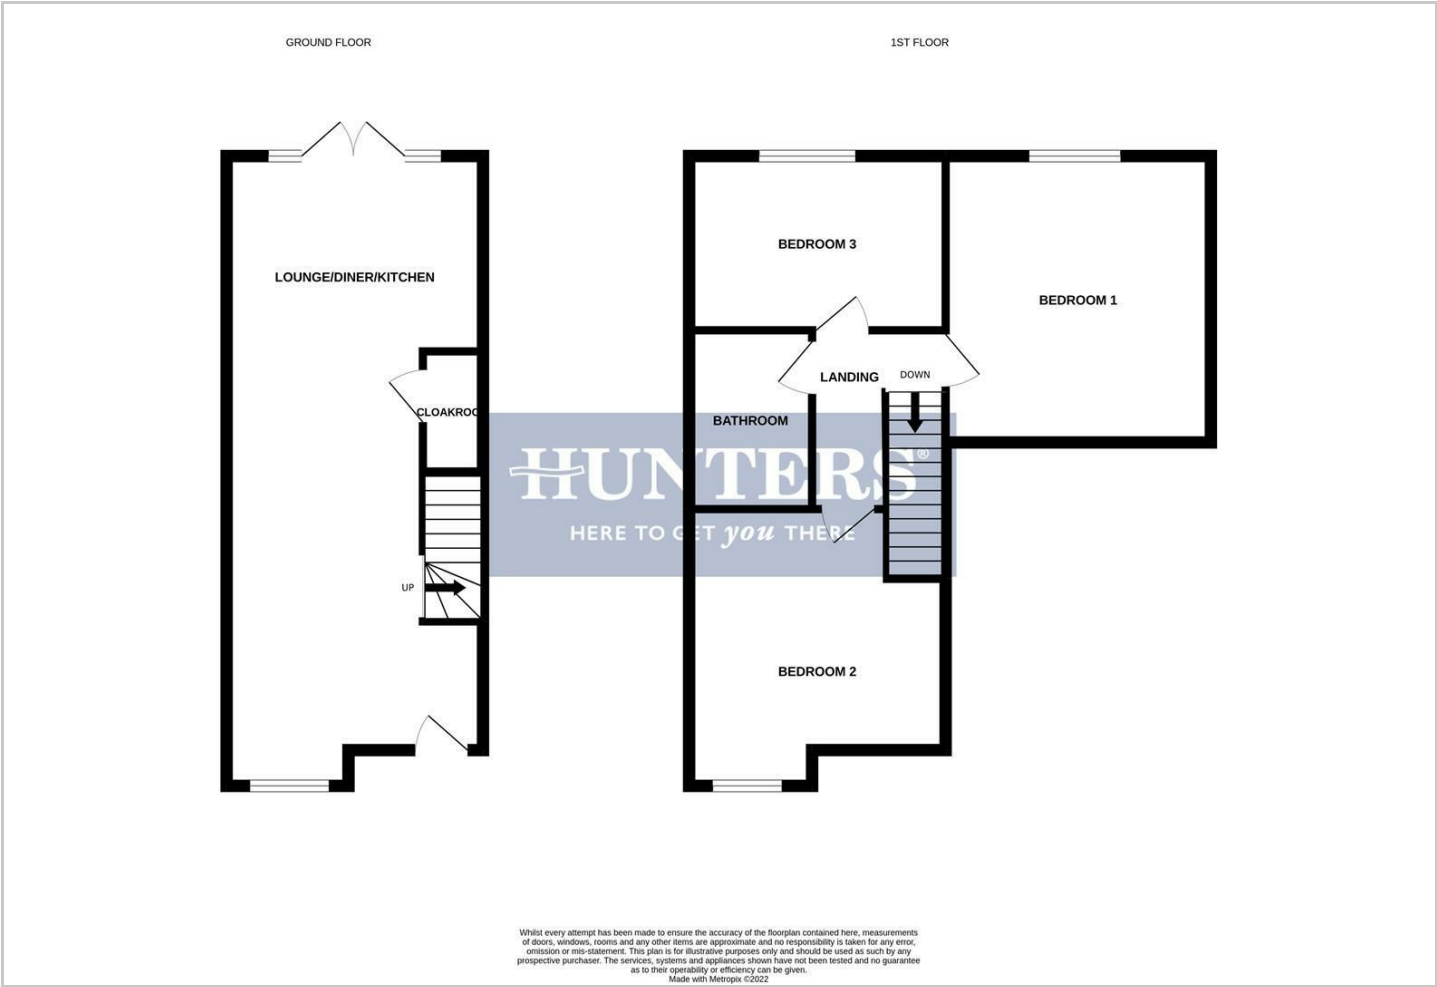 GROUND FLOOR
1ST FLOOR
LOUNGE/DINER/KITCHEN
CLOAKROO
UP
BEDROOM 3
BEDROOM 1
LANDING
DOWN
BATHROOM
BEDROOM 2
HUNTERS®
HERE TO GET you THERE
Whilst every attempt has been made to ensure the accuracy of the floorplan contained here, measurements
of doors, windows, rooms and any other items are approximate and no responsibility is taken for any error,
omission or mis-statement. This plan is for illustrative purposes only and should be used as such by any
prospective purchaser. The services, systems and appliances shown have not been tested and no guarantee
as to their operability or efficiency can be given.
Made with Metropix ©2022